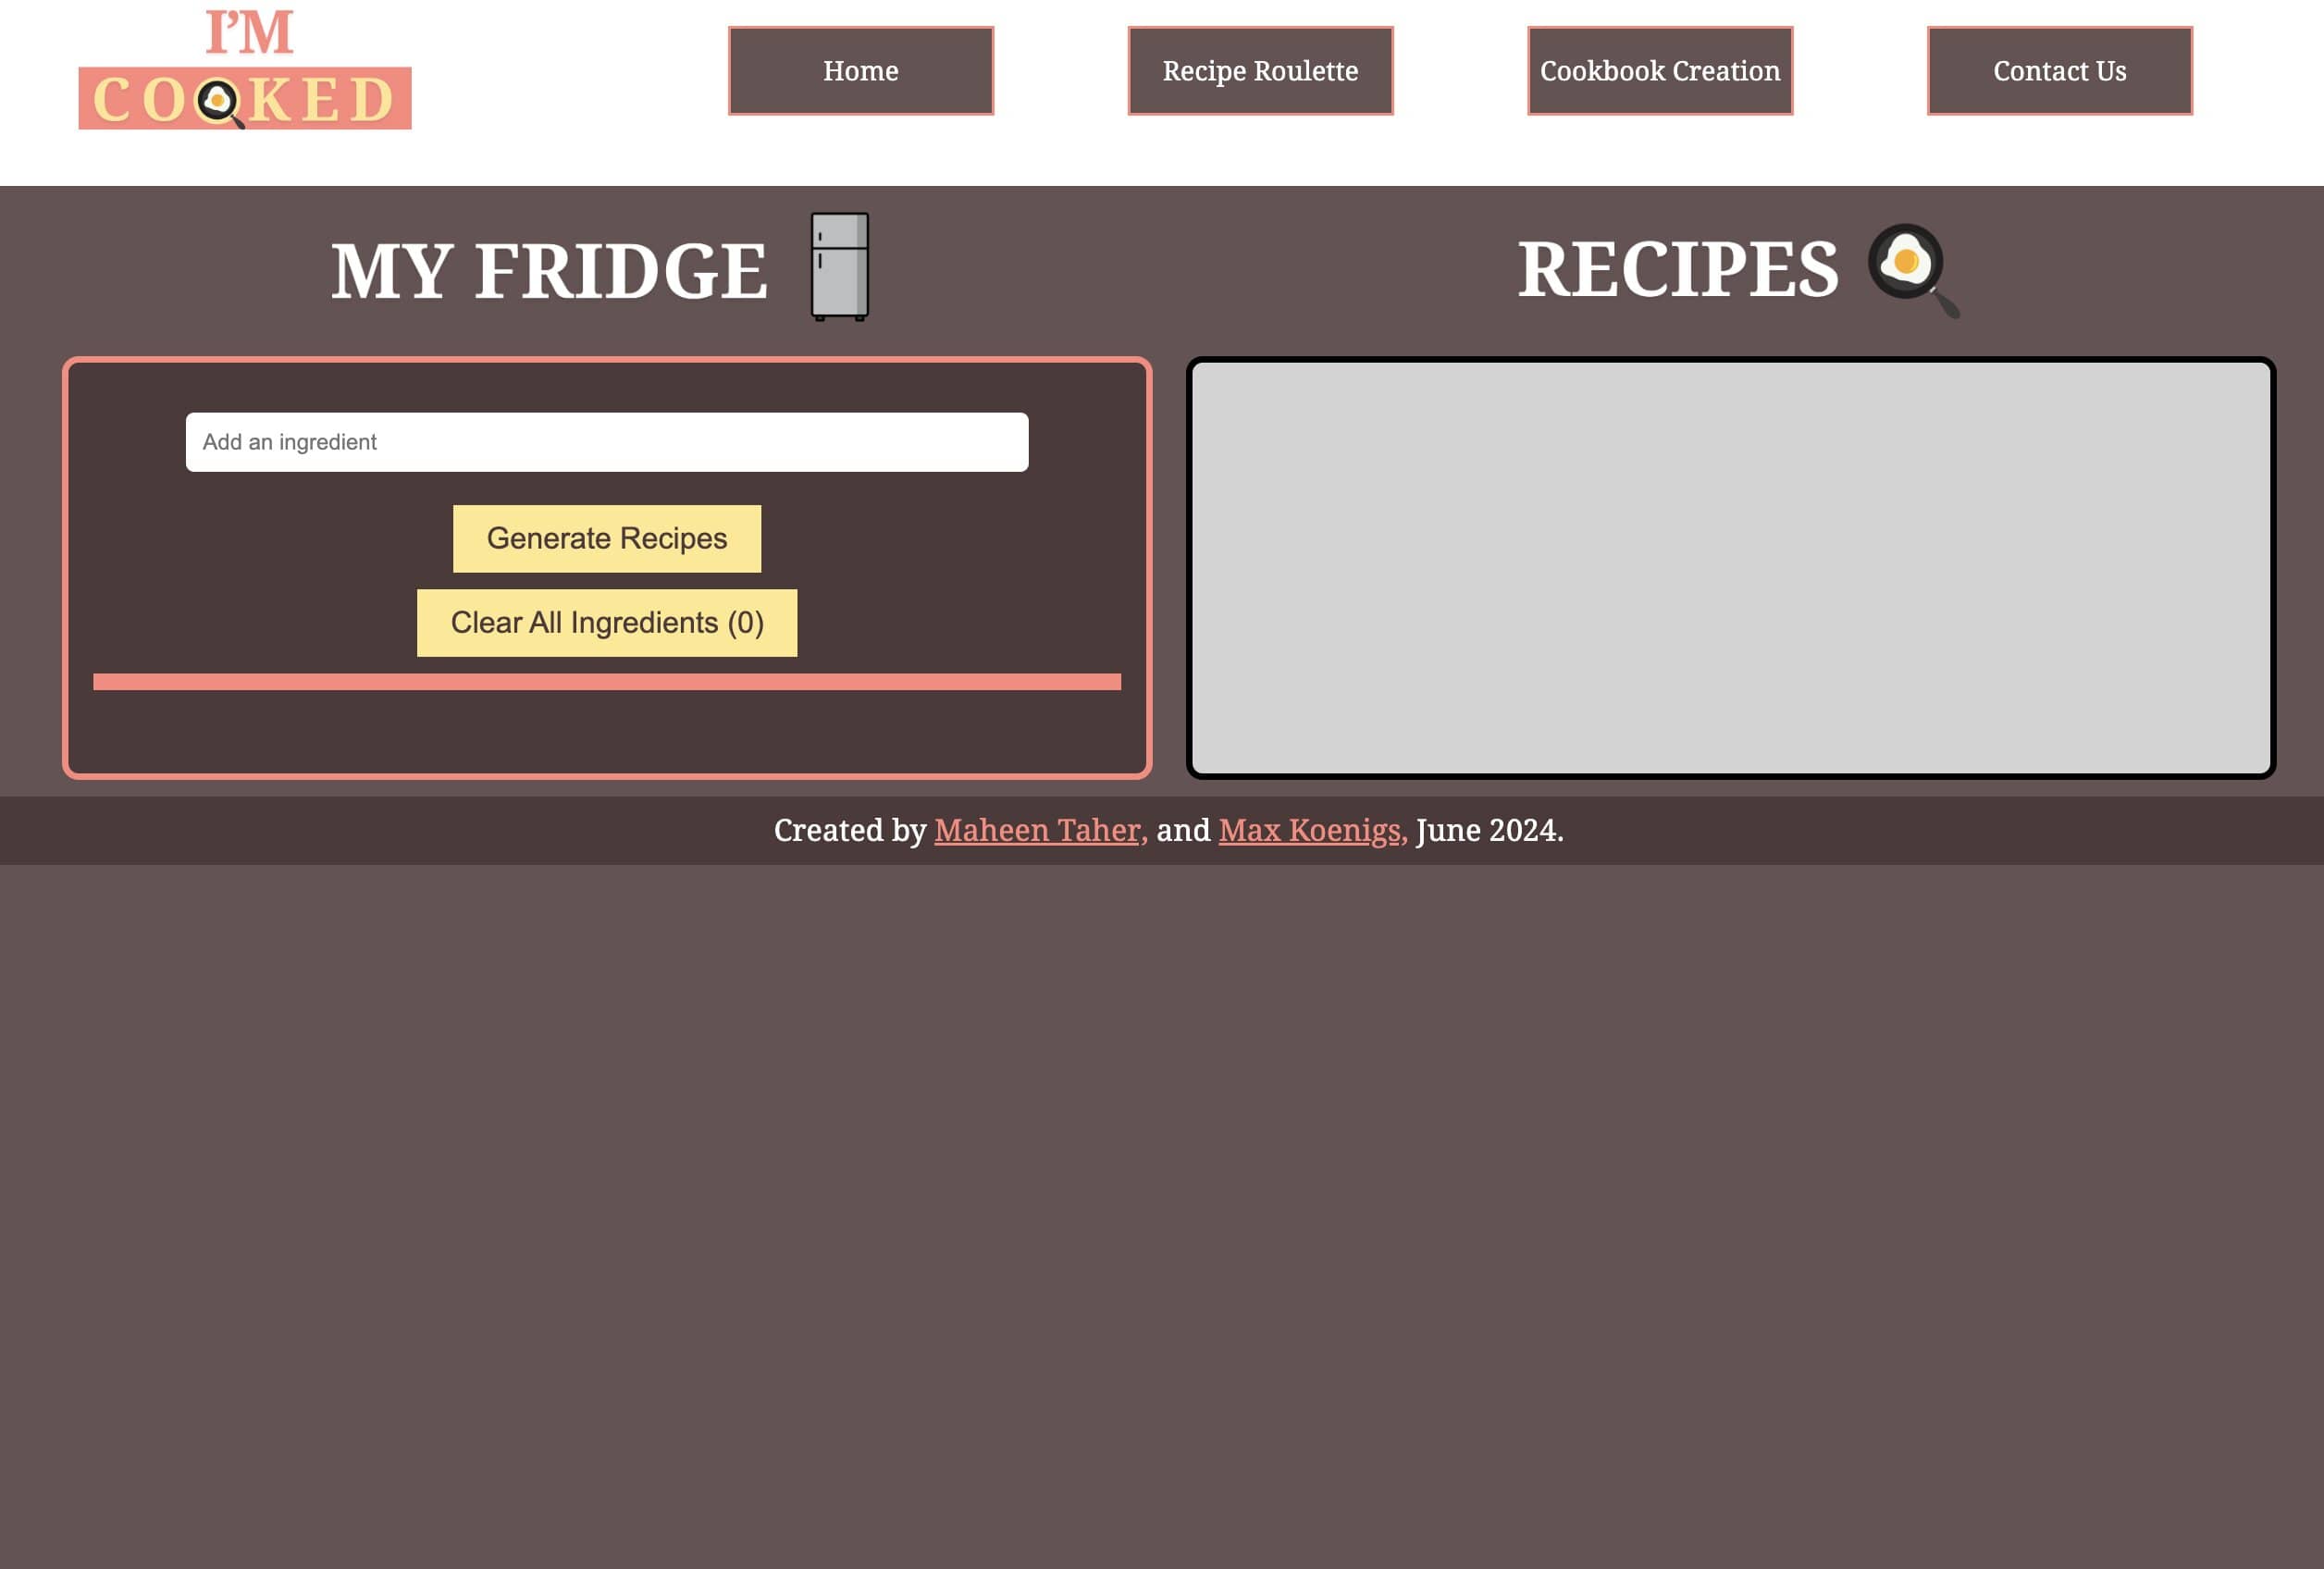 I’M
COOKED
Home
Recipe Roulette
Cookbook Creation
Contact Us
MY FRIDGE
RECIPES
Add an ingredient
Generate Recipes
Clear All Ingredients (0)
Created by Maheen Taher, and Max Koenigs, June 2024.